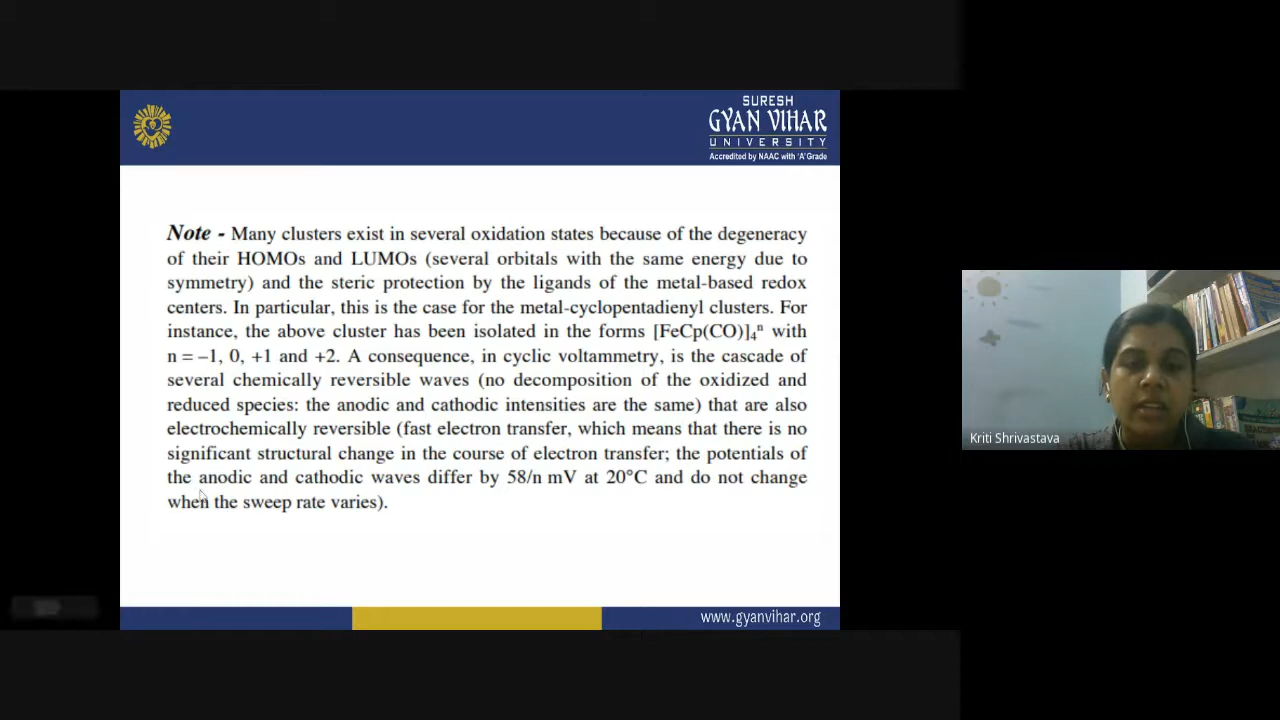 SURESH
GYAN VIHAR
UNIVERSITY
Accredited by NAAC with 'A' Grade
Note - Many clusters exist in several oxidation states because of the degeneracy
of their HOMOs and LUMOs (several orbitals with the same energy due to
symmetry) and the steric protection by the ligands of the metal-based redox
centers. In particular, this is the case for the metal-cyclopentadienyl clusters. For
instance, the above cluster has been isolated in the forms [FeCp(CO)]₄ⁿ with
n = –1, 0, +1 and +2. A consequence, in cyclic voltammetry, is the cascade of
several chemically reversible waves (no decomposition of the oxidized and
reduced species: the anodic and cathodic intensities are the same) that are also
electrochemically reversible (fast electron transfer, which means that there is no
significant structural change in the course of electron transfer; the potentials of
the anodic and cathodic waves differ by 58/n mV at 20°C and do not change
when the sweep rate varies).
Kriti Shrivastava
www.gyanvihar.org